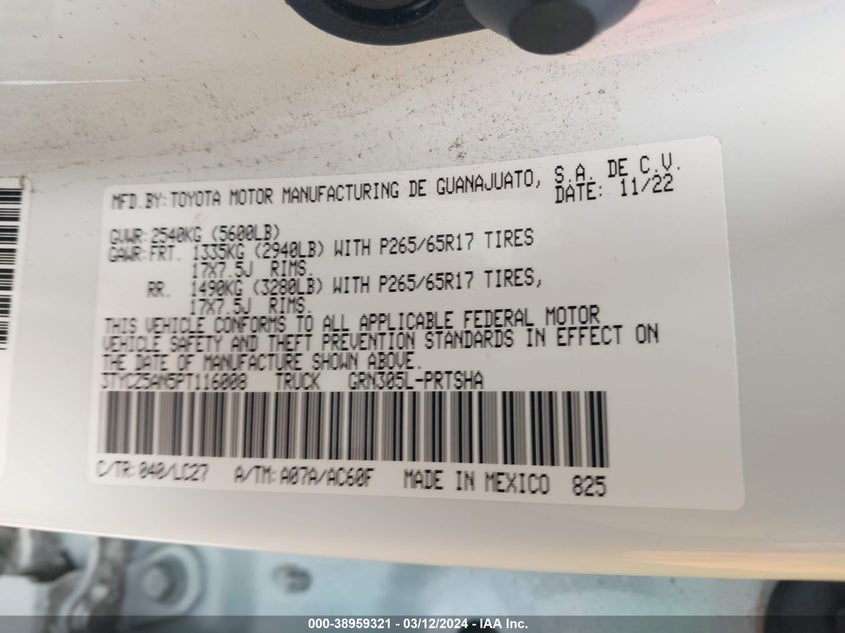 MFD.BY: TOYOTA MOTOR MANUFACTURING DE GUANAJUATO, S.A. DE C.V.
DATE: 11/22
GVWR: 2540KG (5600LB)
GAWR: FRT. 1335KG (2940LB) WITH P265/65R17 TIRES
17X7.5J RIMS.
RR. 1490KG (3280LB) WITH P265/65R17 TIRES,
17X7.5J RIMS.
THIS VEHICLE CONFORMS TO ALL APPLICABLE FEDERAL MOTOR
VEHICLE SAFETY AND THEFT PREVENTION STANDARDS IN EFFECT ON
THE DATE OF MANUFACTURE SHOWN ABOVE.
3TYCZ5AN5PT116008 TRUCK GRN305L-PRTSHA
C/TR: 040/LC27 A/TM: A07A/AC60F MADE IN MEXICO 825
000-38959321 - 03/12/2024 - IAA Inc.